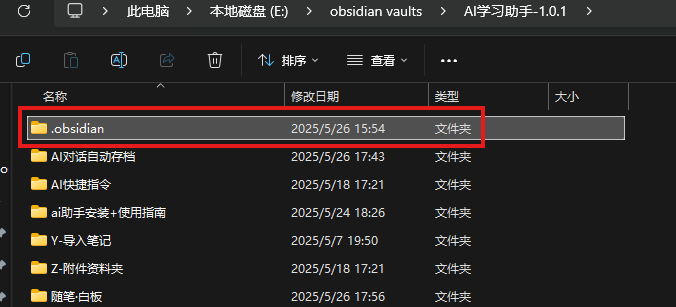 此电脑 > 本地磁盘 (E:) > obsidian vaults > AI学习助手-1.0.1 >
排序 查看 ...
名称 修改日期 类型 大小
.obsidian 2025/5/26 15:54 文件夹
AI对话自动存档 2025/5/26 17:43 文件夹
AI快捷指令 2025/5/18 17:21 文件夹
ai助手安装+使用指南 2025/5/24 18:26 文件夹
Y-导入笔记 2025/5/7 19:50 文件夹
Z-附件资料夹 2025/5/18 17:21 文件夹
随笔·白板 2025/5/26 17:56 文件夹